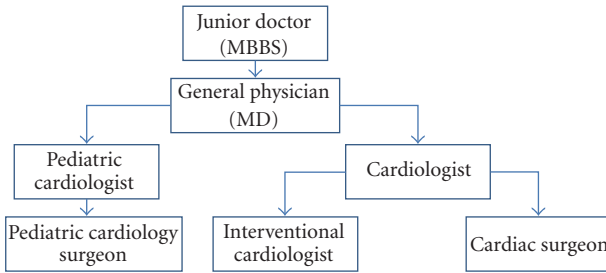 Junior doctor
(MBBS)
General physician
(MD)
Pediatric
cardiologist
Cardiologist
Pediatric cardiology
surgeon
Interventional
cardiologist
Cardiac surgeon